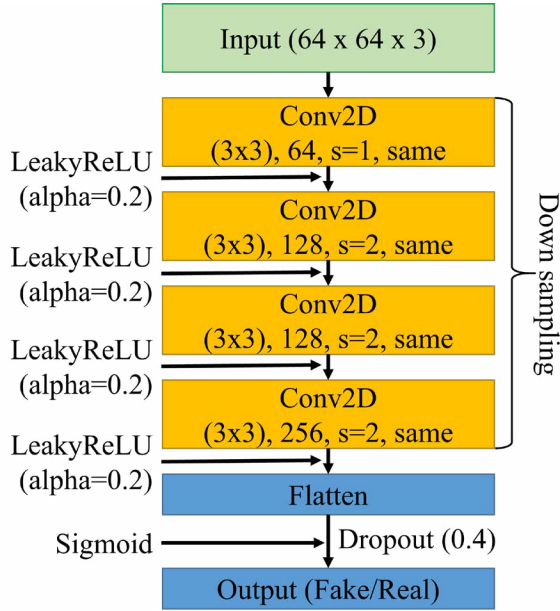 Input (64 x 64 x 3)
Conv2D
(3x3), 64, s=1, same
LeakyReLU
(alpha=0.2)
Conv2D
(3x3), 128, s=2, same
LeakyReLU
(alpha=0.2)
Conv2D
(3x3), 128, s=2, same
LeakyReLU
(alpha=0.2)
Conv2D
(3x3), 256, s=2, same
LeakyReLU
(alpha=0.2)
Down sampling
Flatten
Sigmoid
Dropout (0.4)
Output (Fake/Real)